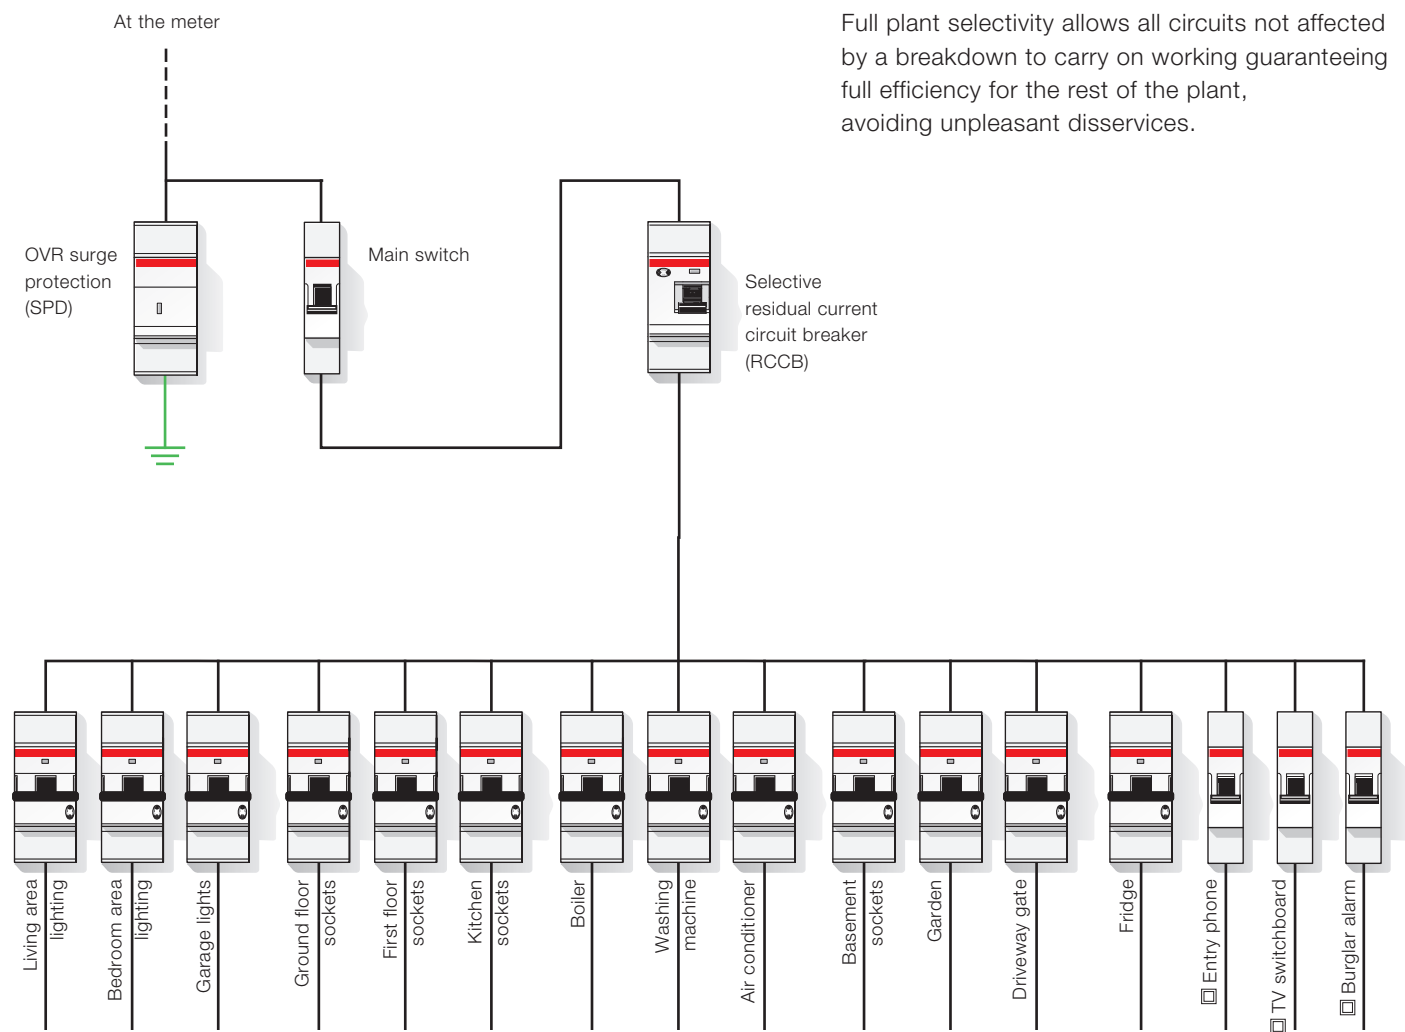 At the meter
Full plant selectivity allows all circuits not affected
by a breakdown to carry on working guaranteeing
full efficiency for the rest of the plant,
avoiding unpleasant disservices.
OVR surge
protection
(SPD)
Main switch
Selective
residual current
circuit breaker
(RCCB)
Living area
lighting
Bedroom area
lighting
Garage lights
Ground floor
sockets
First floor
sockets
Kitchen
sockets
Boiler
Washing
machine
Air conditioner
Basement
sockets
Garden
Driveway gate
Fridge
Entry phone
TV switchboard
Burglar alarm